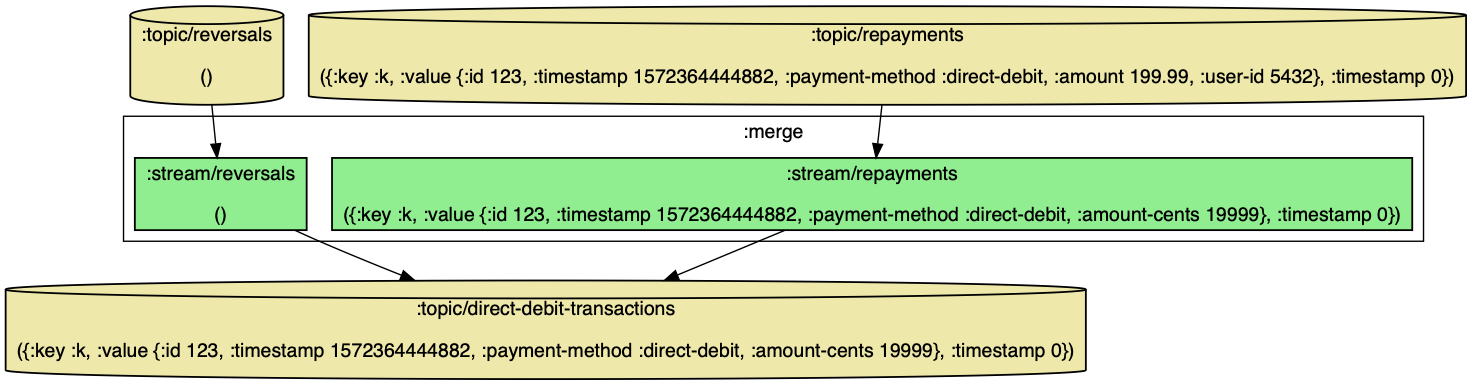 :topic/reversals
()
:topic/repayments
({:key :k, :value {:id 123, :timestamp 1572364444882, :payment-method :direct-debit, :amount 199.99, :user-id 5432}, :timestamp 0})
:merge
:stream/reversals
()
:stream/repayments
({:key :k, :value {:id 123, :timestamp 1572364444882, :payment-method :direct-debit, :amount-cents 19999}, :timestamp 0})
:topic/direct-debit-transactions
({:key :k, :value {:id 123, :timestamp 1572364444882, :payment-method :direct-debit, :amount-cents 19999}, :timestamp 0})